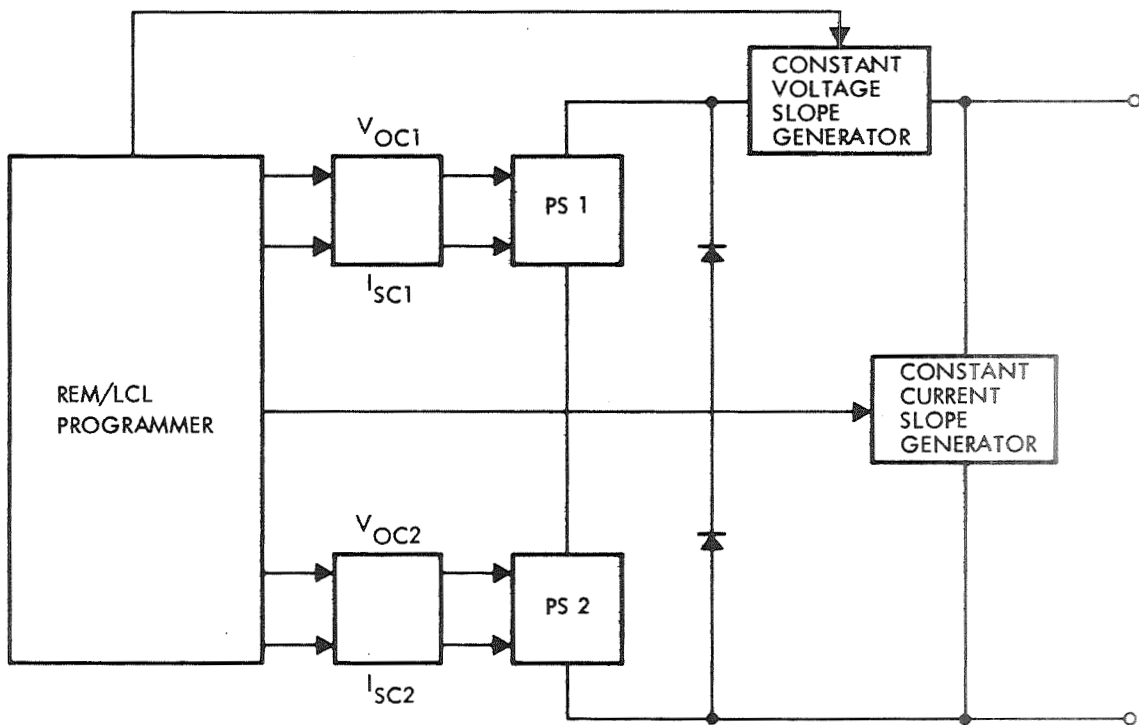 CONSTANT
VOLTAGE
SLOPE
GENERATOR
VOC1
PS 1
ISC1
REM/LCL
PROGRAMMER
CONSTANT
CURRENT
SLOPE
GENERATOR
VOC2
PS 2
ISC2